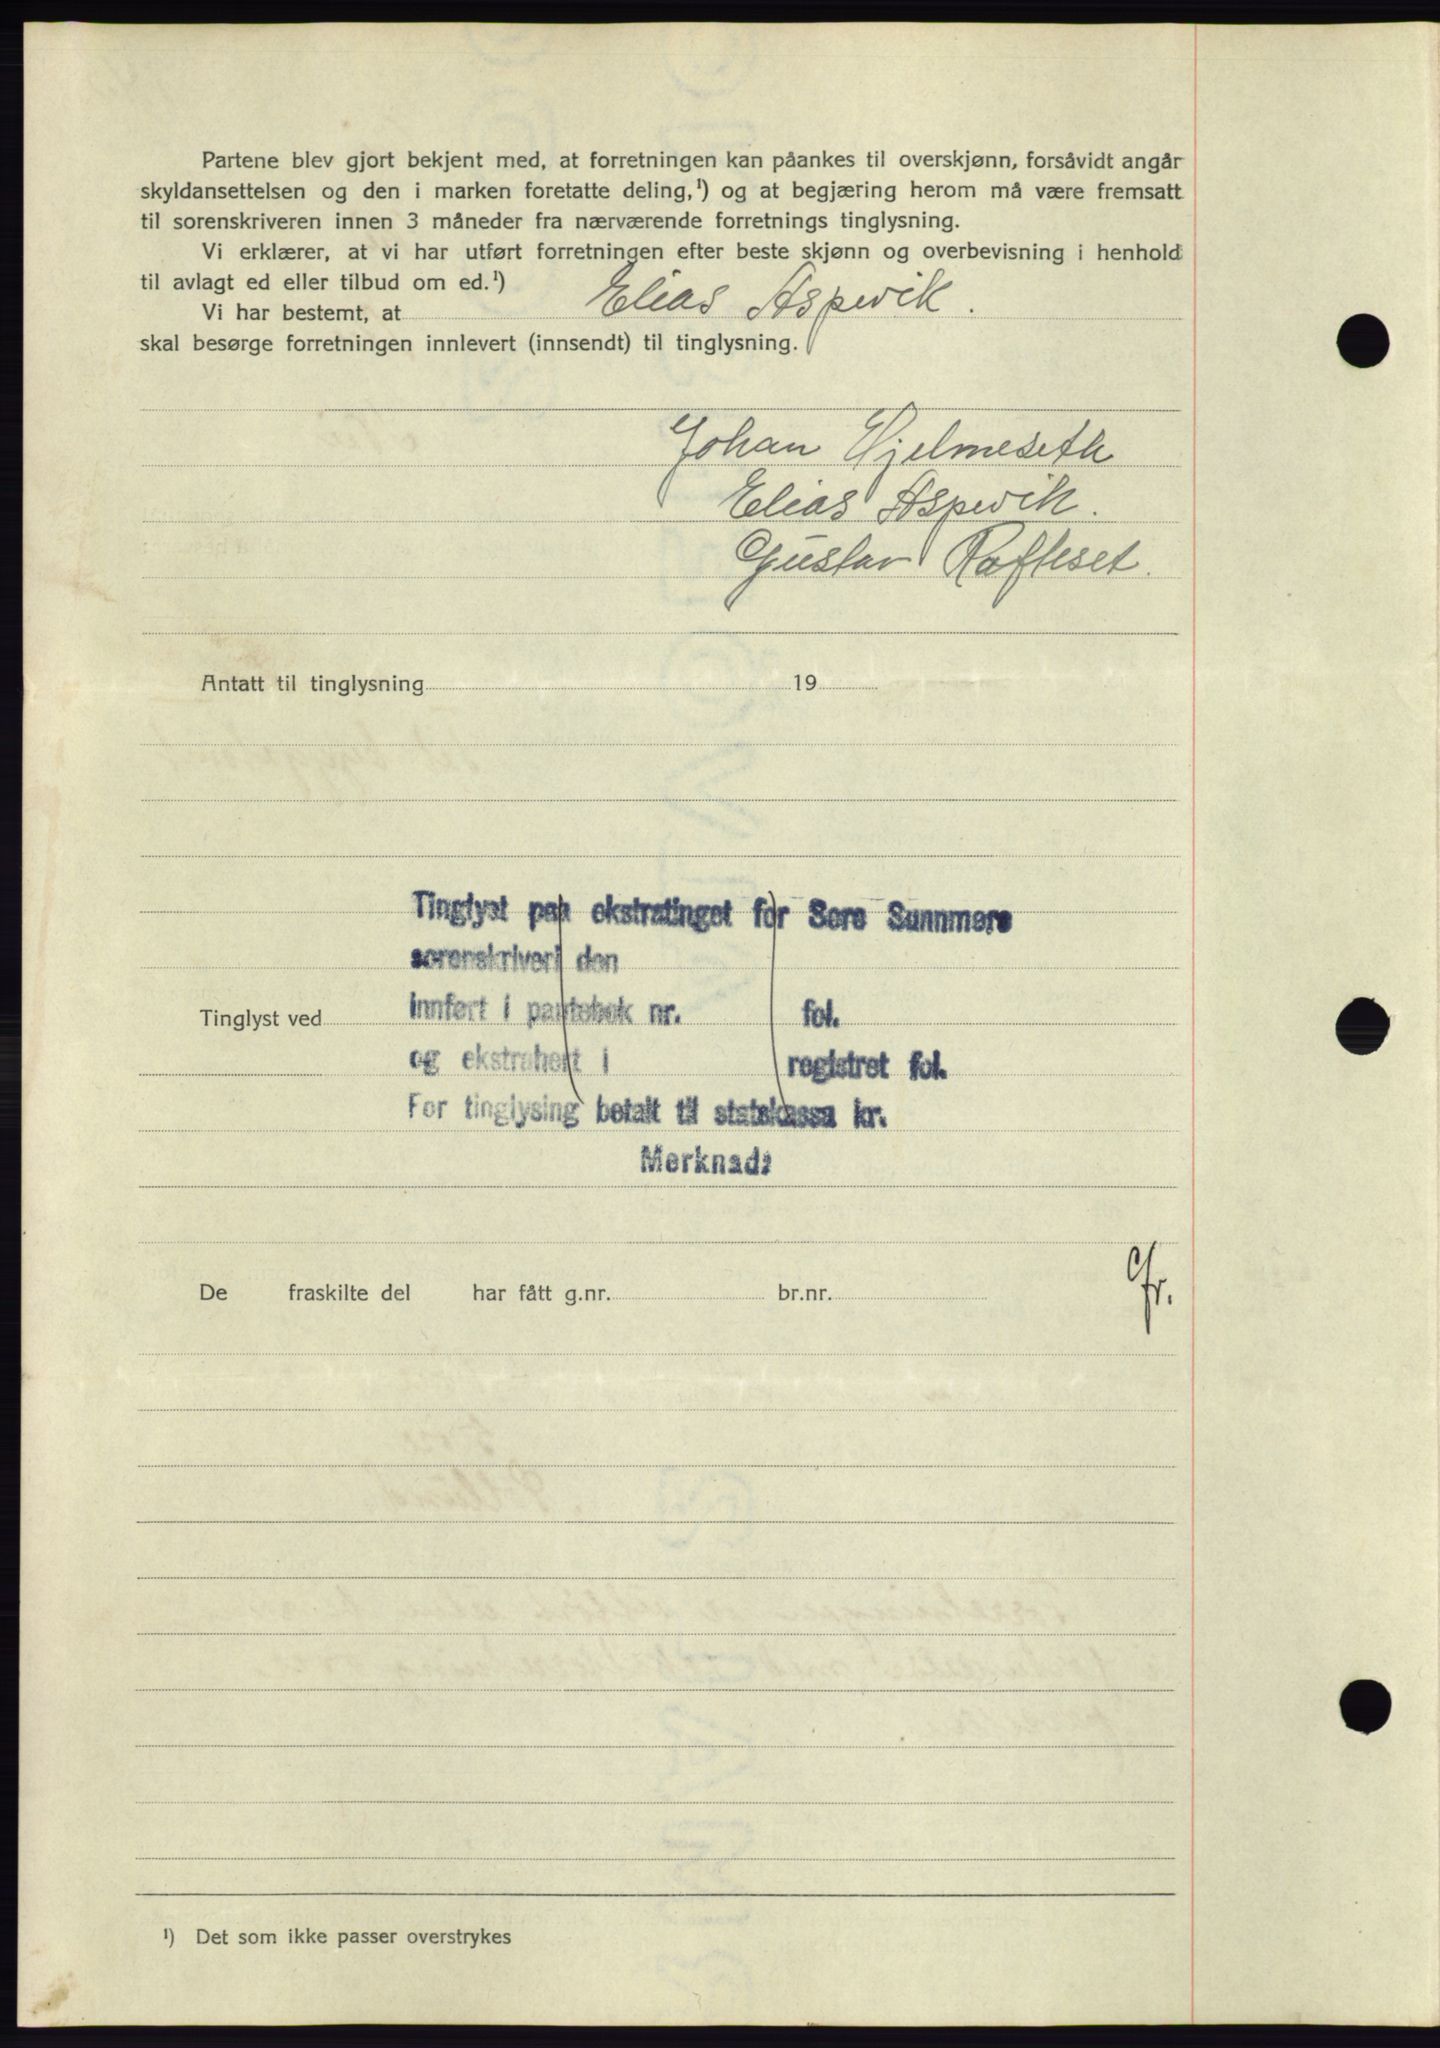 Partene blev gjort bekjent med, at forretningen kan påankes til overskjønn, forsåvidt angår
skyldansettelsen og den i marken foretatte deling,¹) og at begjæring herom må være fremsatt
til sorenskriveren innen 3 måneder fra nærværende forretnings tinglysning.
Vi erklærer, at vi har utført forretningen efter beste skjønn og overbevisning i henhold
til avlagt ed eller tilbud om ed.¹)
Vi har bestemt, at Elias Aspevik.
skal besørge forretningen innlevert (innsendt) til tinglysning.
Johan Hjelmeseth
Elias Aspevik.
Gustav Rafteset.
Antatt til tinglysning 19
Tinglyst paa ekstratinget for Søre Sunnmøre
sorenskriveri den
Tinglyst ved innført i pantebok nr. fol.
og ekstrahert i registret fol.
For tinglysing betalt til statskassa kr.
Merknad:
De fraskilte del har fått g.nr. br.nr.
Cfr.
¹) Det som ikke passer overstrykes